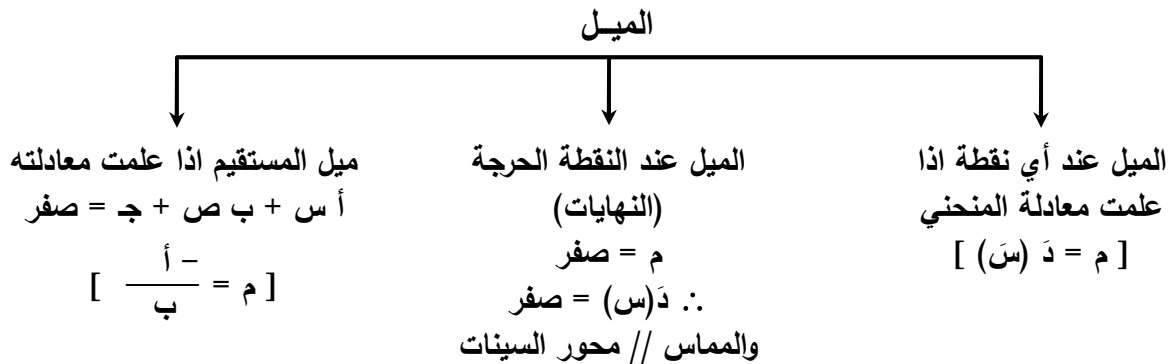 الميــل
الميل عند أي نقطة اذا
علمت معادلة المنحني
[ م = دَ (سَ) ]
الميل عند النقطة الحرجة
(النهايات)
م = صفر
∴ دَ(س) = صفر
والمماس // محور السينات
ميل المستقيم اذا علمت معادلته
أ س + ب ص + جـ = صفر
[ م = – أ / ب ]